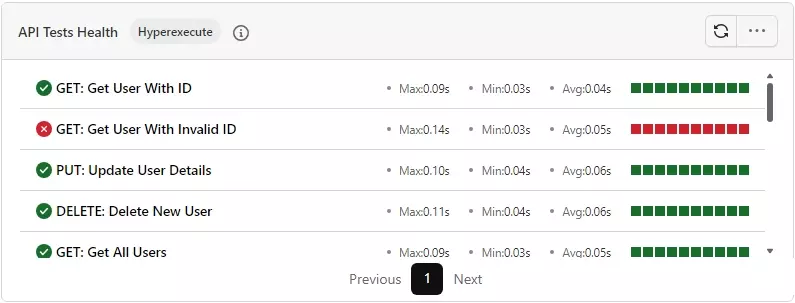 API Tests Health Hyperexecute
GET: Get User With ID • Max:0.09s • Min:0.03s • Avg:0.04s
GET: Get User With Invalid ID • Max:0.14s • Min:0.03s • Avg:0.05s
PUT: Update User Details • Max:0.10s • Min:0.04s • Avg:0.06s
DELETE: Delete New User • Max:0.11s • Min:0.04s • Avg:0.06s
GET: Get All Users • Max:0.09s • Min:0.03s • Avg:0.05s
Previous 1 Next